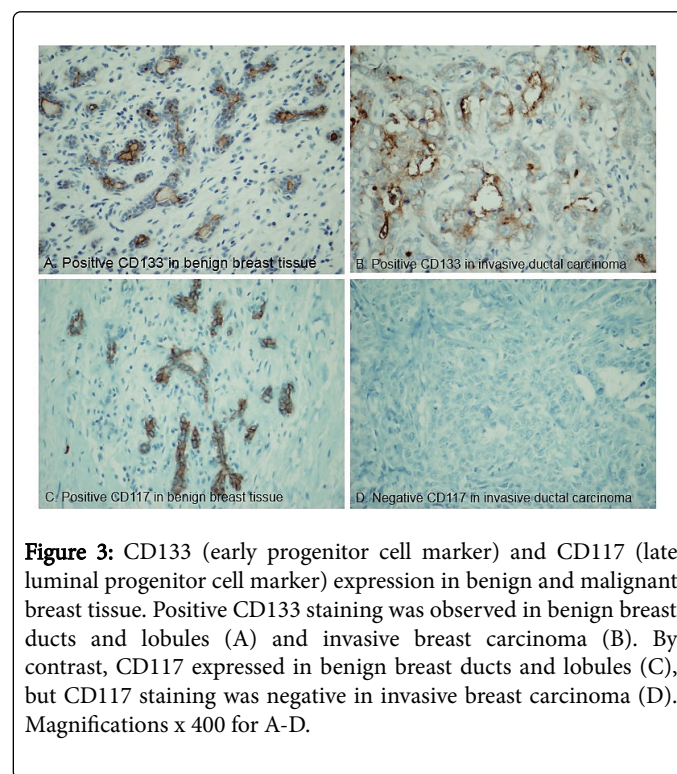 A. Positive CD133 in benign breast tissue
B. Positive CD133 in invasive ductal carcinoma
C. Positive CD117 in benign breast tissue
D. Negative CD117 in invasive ductal carcinoma
Figure 3: CD133 (early progenitor cell marker) and CD117 (late
luminal progenitor cell marker) expression in benign and malignant
breast tissue. Positive CD133 staining was observed in benign breast
ducts and lobules (A) and invasive breast carcinoma (B). By
contrast, CD117 expressed in benign breast ducts and lobules (C),
but CD117 staining was negative in invasive breast carcinoma (D).
Magnifications x 400 for A-D.